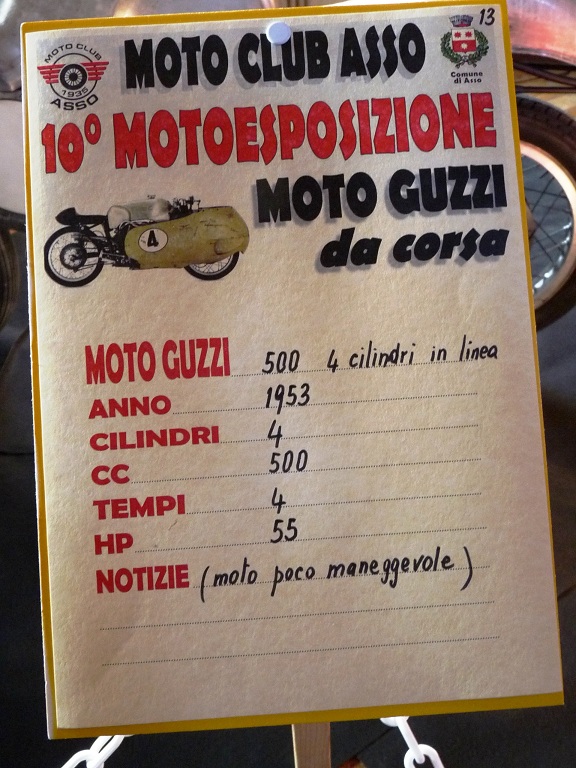 13
MOTO CLUB
1935
ASSO
MOTO CLUB ASSO
Comune
di Asso
10° MOTOESPOSIZIONE
MOTO GUZZI
da corsa
4
MOTO GUZZI 500 4 cilindri in linea
ANNO 1953
CILINDRI 4
CC 500
TEMPI 4
HP 55
NOTIZIE (moto poco maneggevole)